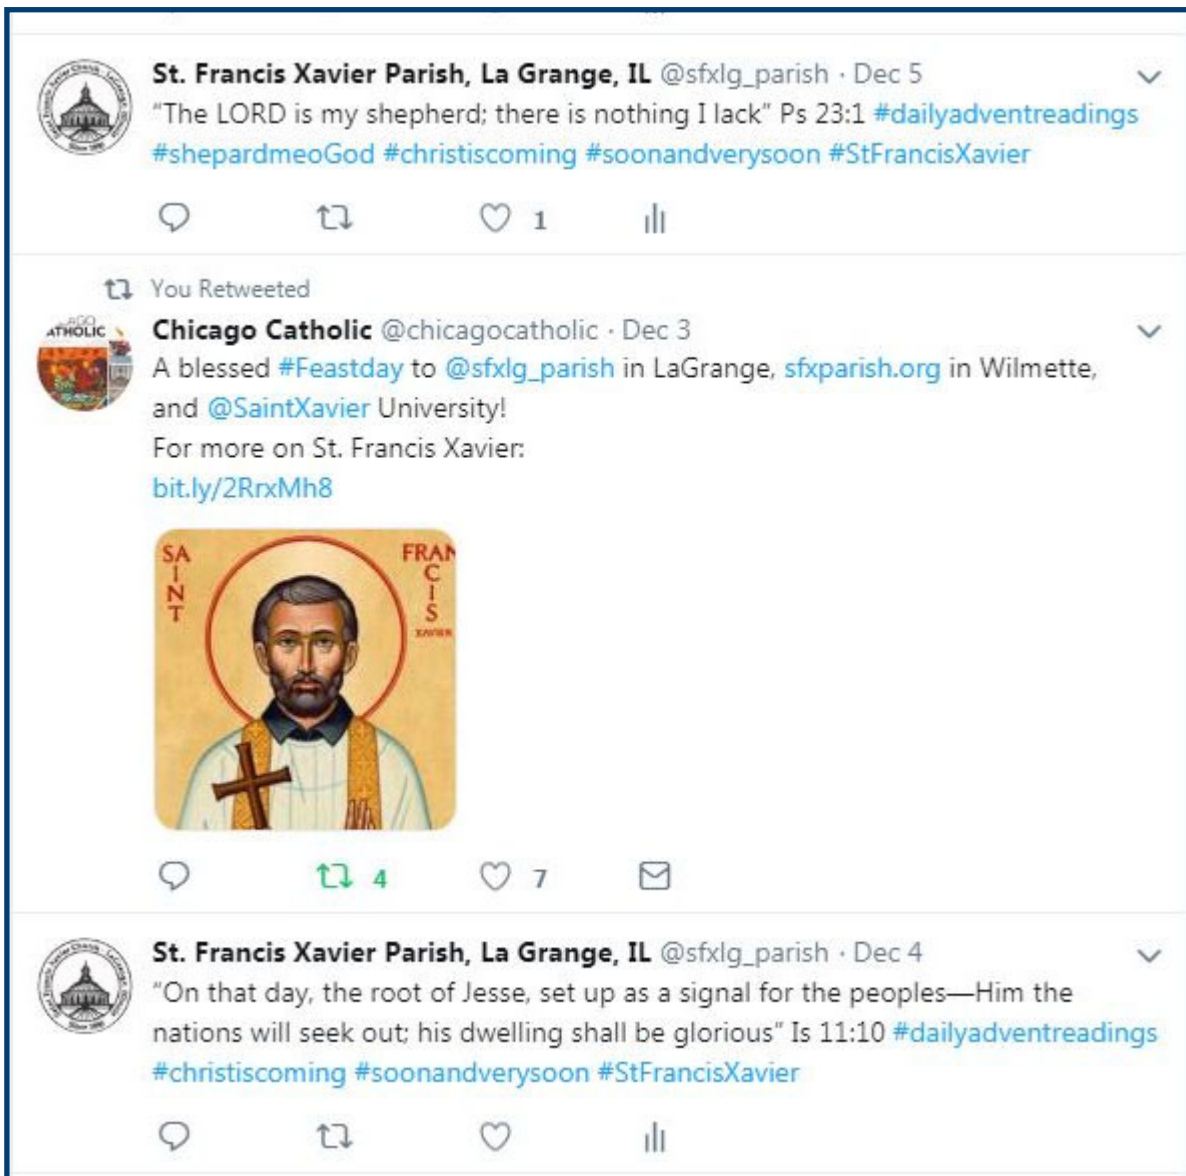 St. Francis Xavier Parish, La Grange, IL @sfxlg_parish · Dec 5
“The LORD is my shepherd; there is nothing I lack” Ps 23:1 #dailyadventreadings
#shepardmeoGod #christiscoming #soonandverysoon #StFrancisXavier
1
You Retweeted
Chicago Catholic @chicagocatholic · Dec 3
A blessed #Feastday to @sfxlg_parish in LaGrange, sfxparish.org in Wilmette,
and @SaintXavier University!
For more on St. Francis Xavier:
bit.ly/2RrxMh8
SAINT
FRANCIS
XAVIER
4 7
St. Francis Xavier Parish, La Grange, IL @sfxlg_parish · Dec 4
“On that day, the root of Jesse, set up as a signal for the peoples—Him the
nations will seek out; his dwelling shall be glorious” Is 11:10 #dailyadventreadings
#christiscoming #soonandverysoon #StFrancisXavier